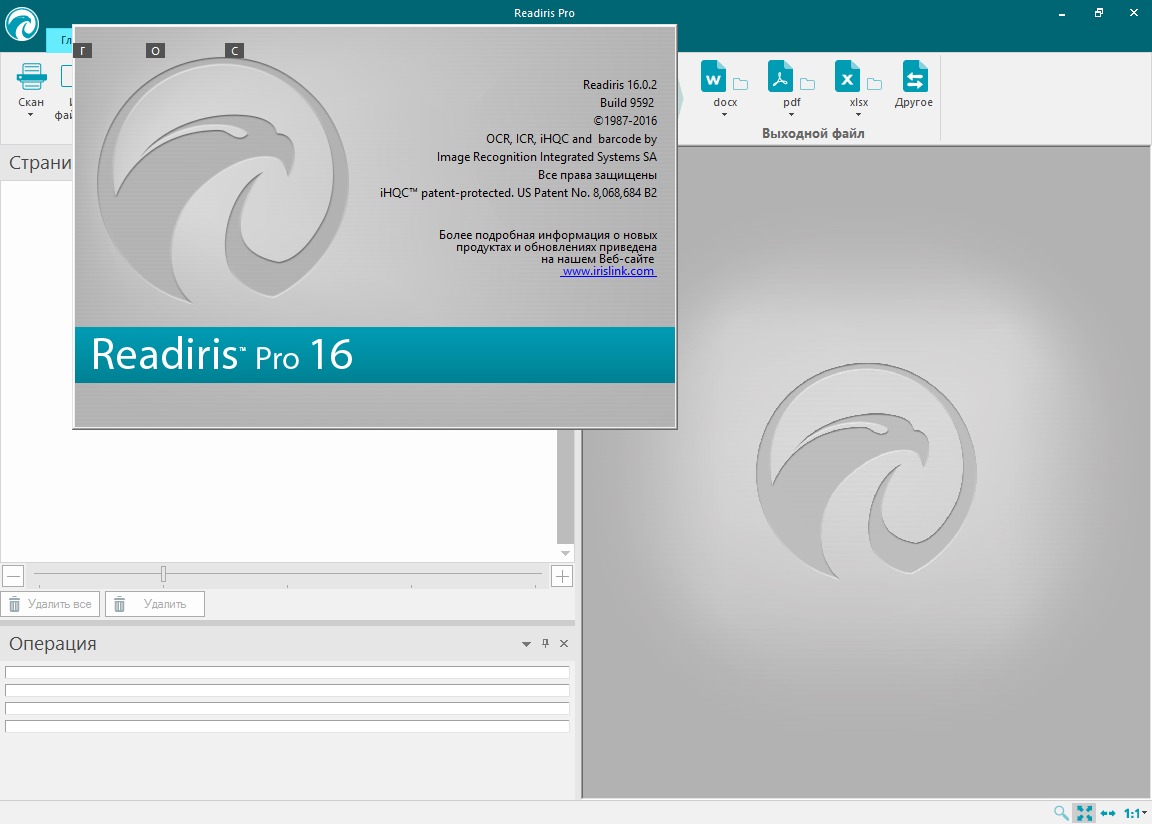 Readiris Pro
Гл
Г О С
Скан
фай
Readiris 16.0.2
Build 9592
©1987-2016
OCR, ICR, iHQC and barcode by
Image Recognition Integrated Systems SA
Все права защищены
iHQC™ patent-protected. US Patent No. 8,068,684 B2
Более подробная информация о новых
продуктах и обновлениях приведена
на нашем Веб-сайте
www.irislink.com
Readiris™ Pro 16
docx pdf xlsx Другое
Выходной файл
Страни
Удалить все Удалить
Операция
1:1